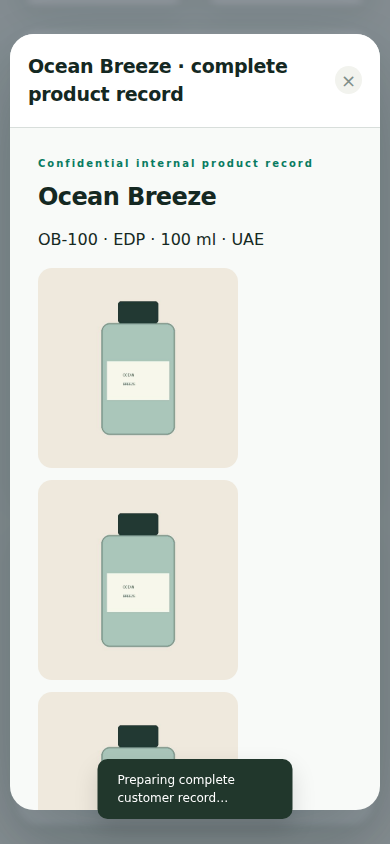 Ocean Breeze · complete
product record
×
Confidential internal product record
Ocean Breeze
OB-100 · EDP · 100 ml · UAE
OCEAN
BREEZE
OCEAN
BREEZE
Preparing complete
customer record…